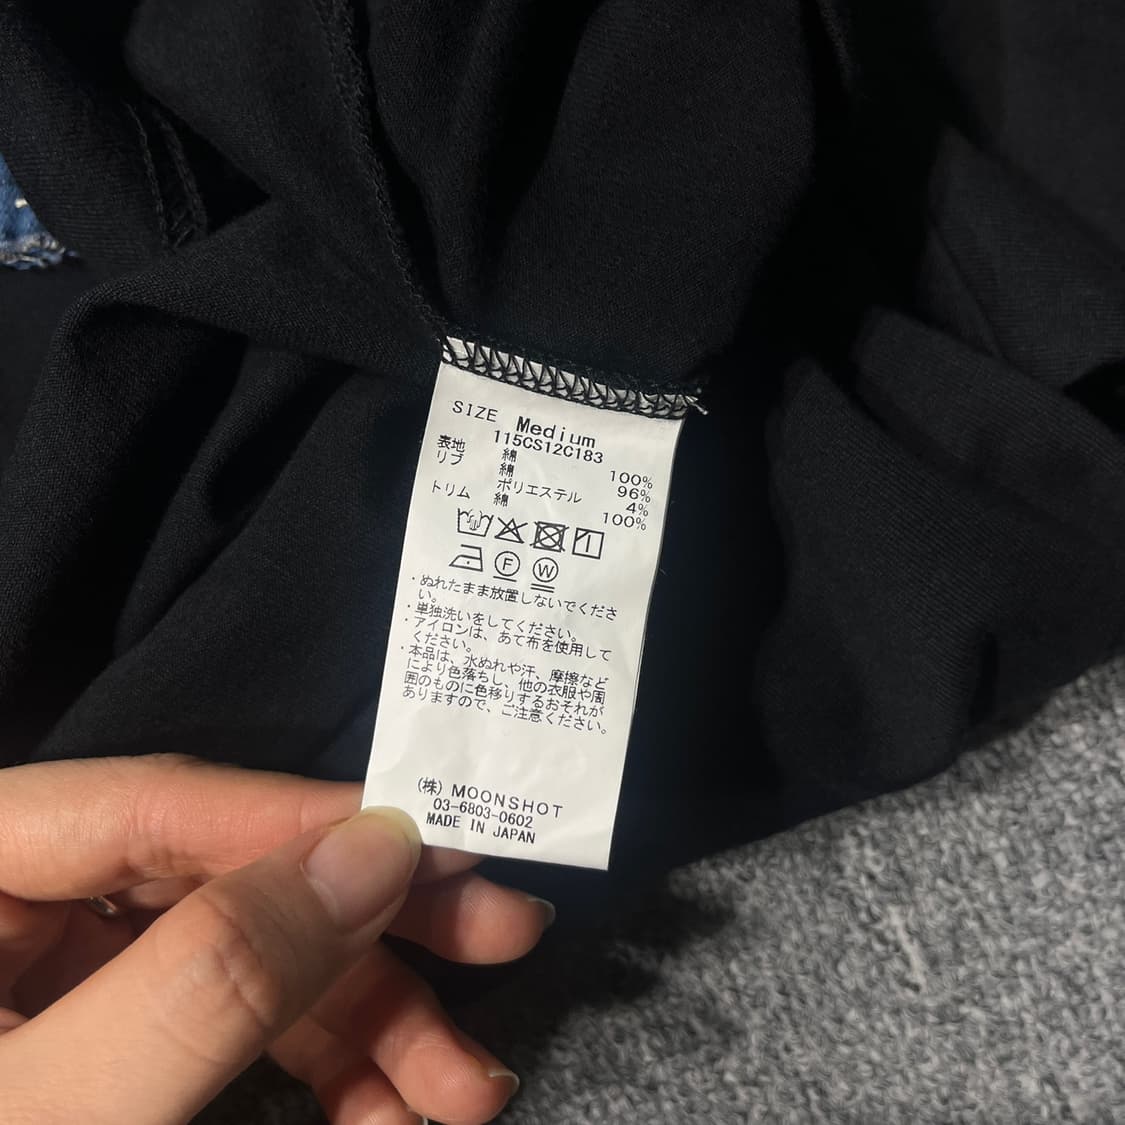 SIZE Medium
115CS12C183
表地 綿 100%
リブ 綿 96%
ポリエステル 4%
トリム 綿 100%
F W
・ぬれたまま放置しないでくださ
い。
・単独洗いをしてください。
・アイロンは、あて布を使用して
ください。
・本品は、水ぬれや汗、摩擦など
により色落ちし、他の衣服や周
囲のものに色移りするおそれが
ありますので、ご注意ください。
(株) MOONSHOT
03-6803-0602
MADE IN JAPAN